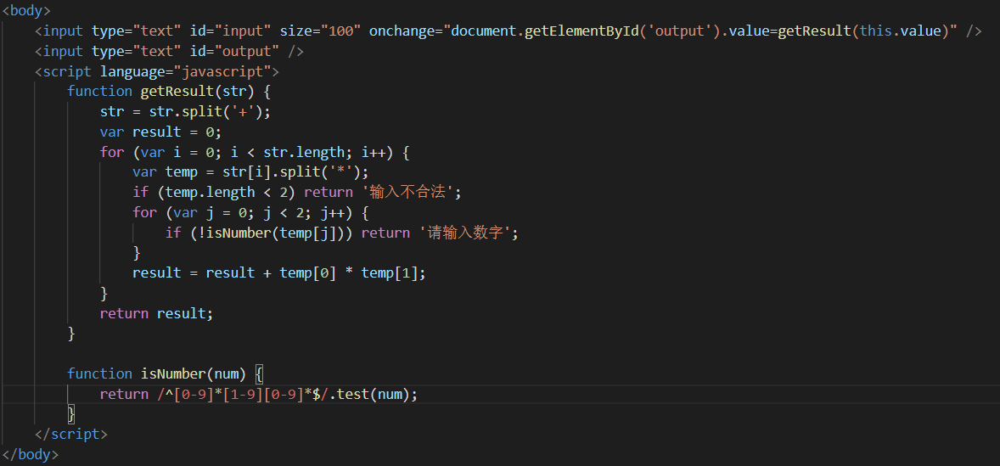 <body>
<input type="text" id="input" size="100" onchange="document.getElementById('output').value=getResult(this.value)" />
<input type="text" id="output" />
<script language="javascript">
function getResult(str) {
str = str.split('+');
var result = 0;
for (var i = 0; i < str.length; i++) {
var temp = str[i].split('*');
if (temp.length < 2) return '输入不合法';
for (var j = 0; j < 2; j++) {
if (!isNumber(temp[j])) return '请输入数字';
}
result = result + temp[0] * temp[1];
}
return result;
}
function isNumber(num) {
return /^[0-9]*[1-9][0-9]*$/.test(num);
}
</script>
</body>